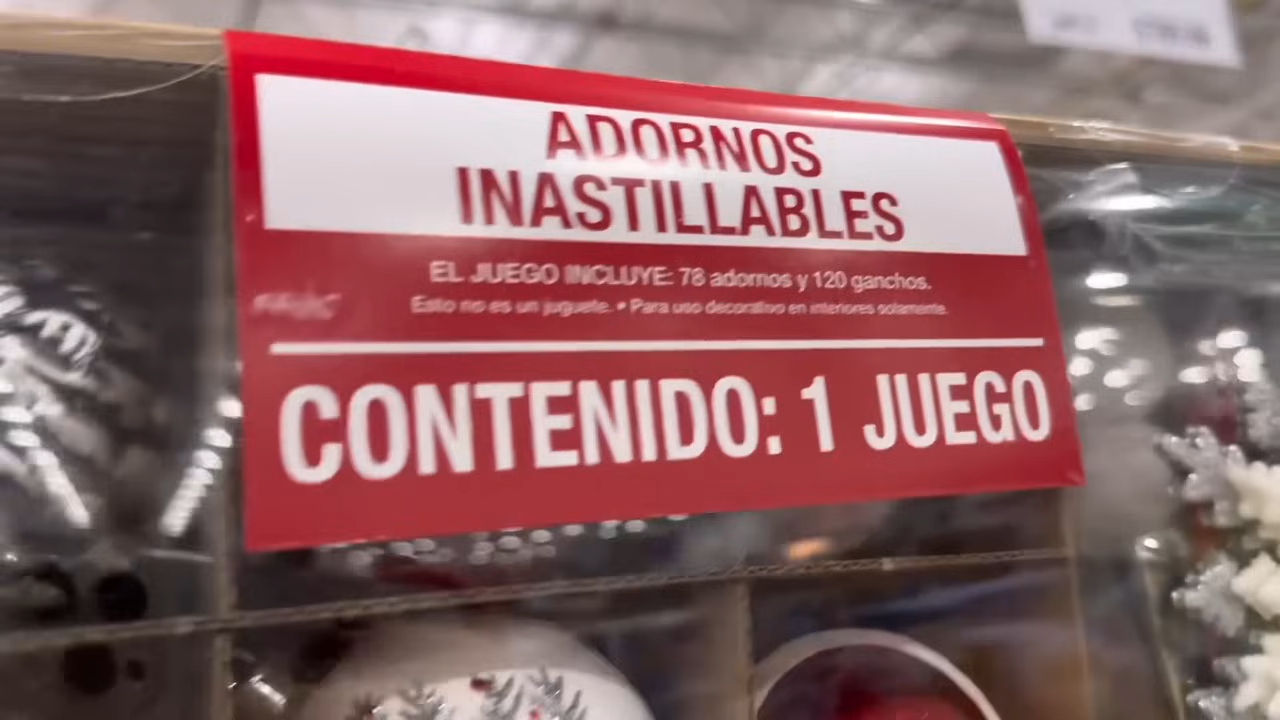 ADORNOS
INASTILLABLES
EL JUEGO INCLUYE: 78 adornos y 120 ganchos.
Esto no es un juguete. • Para uso decorativo en interiores solamente.
CONTENIDO: 1 JUEGO